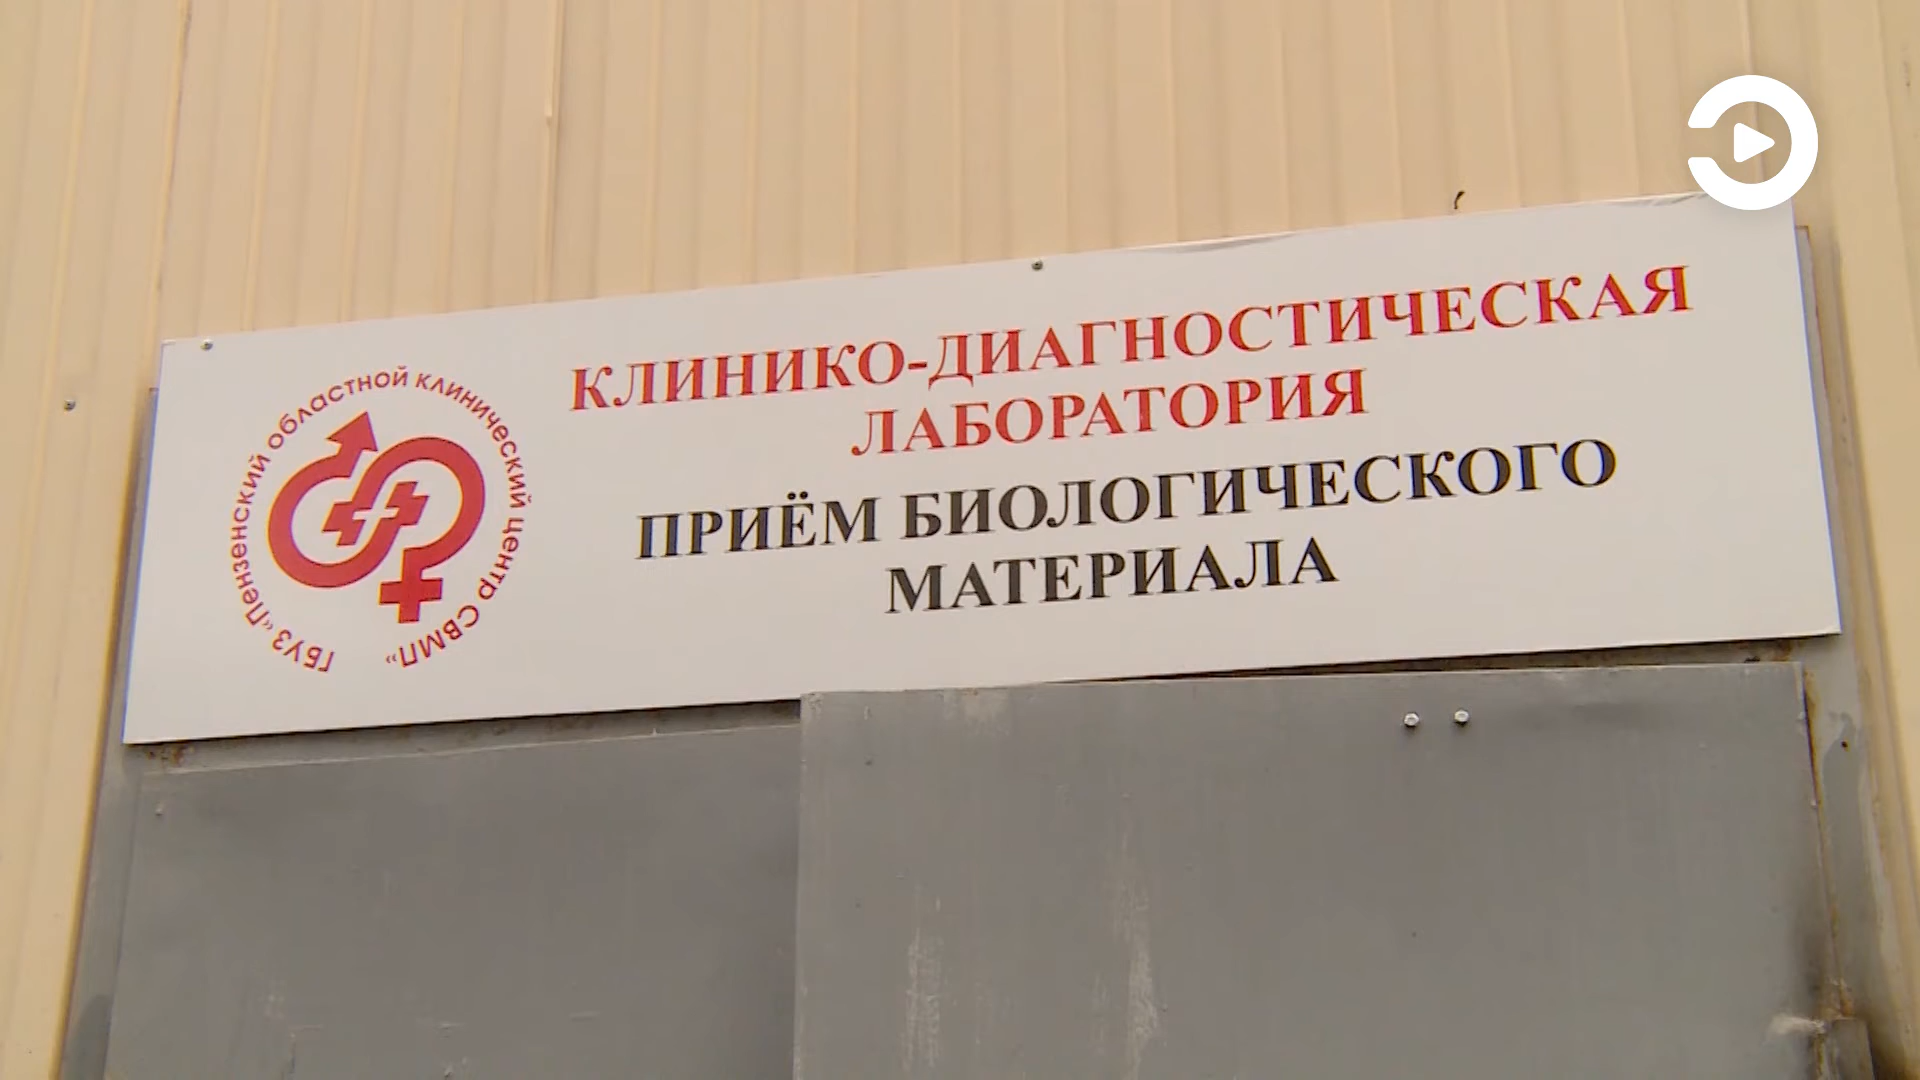 ГБУЗ «Пензенский областной клинический центр СВМП»
КЛИНИКО-ДИАГНОСТИЧЕСКАЯ
ЛАБОРАТОРИЯ
ПРИЁМ БИОЛОГИЧЕСКОГО
МАТЕРИАЛА